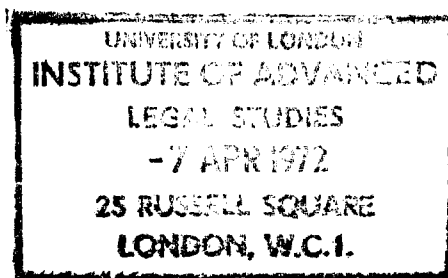 UNIVERSITY OF LONDON
INSTITUTE OF ADVANCED
LEGAL STUDIES
-7 APR 1972
25 RUSSELL SQUARE
LONDON, W.C.1.